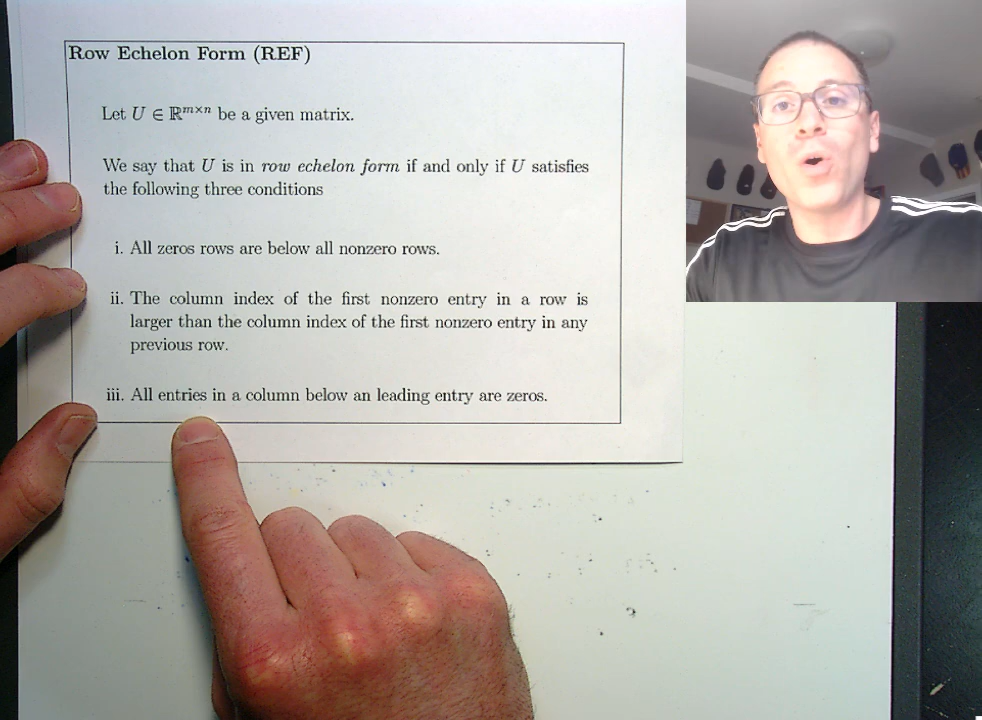 Row Echelon Form (REF)
Let U ∈ ℝᵐˣⁿ be a given matrix.
We say that U is in row echelon form if and only if U satisfies
the following three conditions
i. All zeros rows are below all nonzero rows.
ii. The column index of the first nonzero entry in a row is
larger than the column index of the first nonzero entry in any
previous row.
iii. All entries in a column below an leading entry are zeros.